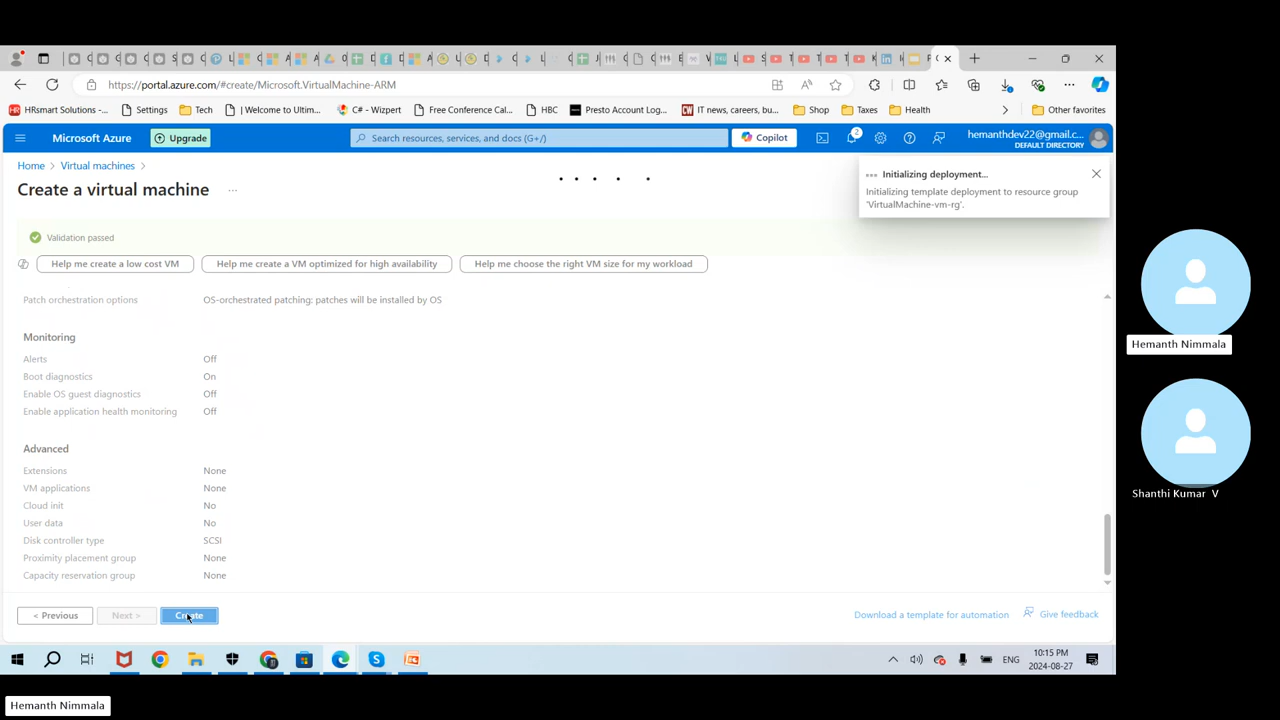 https://portal.azure.com/#create/Microsoft.VirtualMachine-ARM
HRsmart Solutions -...
Settings
Tech
| Welcome to Ultim...
C# - Wizpert
Free Conference Cal...
HBC
Presto Account Log...
IT news, careers, bu...
Shop
Taxes
Health
Other favorites
Microsoft Azure
Upgrade
Search resources, services, and docs (G+/)
Copilot
2
hemanthdev22@gmail.c...
DEFAULT DIRECTORY
Home > Virtual machines >
Create a virtual machine
...
Initializing deployment...
Initializing template deployment to resource group
'VirtualMachine-vm-rg'.
Validation passed
Help me create a low cost VM
Help me create a VM optimized for high availability
Help me choose the right VM size for my workload
Patch orchestration options OS-orchestrated patching: patches will be installed by OS
Monitoring
Alerts Off
Boot diagnostics On
Enable OS guest diagnostics Off
Enable application health monitoring Off
Advanced
Extensions None
VM applications None
Cloud init No
User data No
Disk controller type SCSI
Proximity placement group None
Capacity reservation group None
< Previous
Next >
Create
Download a template for automation
Give feedback
ENG
10:15 PM
2024-08-27
Hemanth Nimmala
Shanthi Kumar V
Hemanth Nimmala